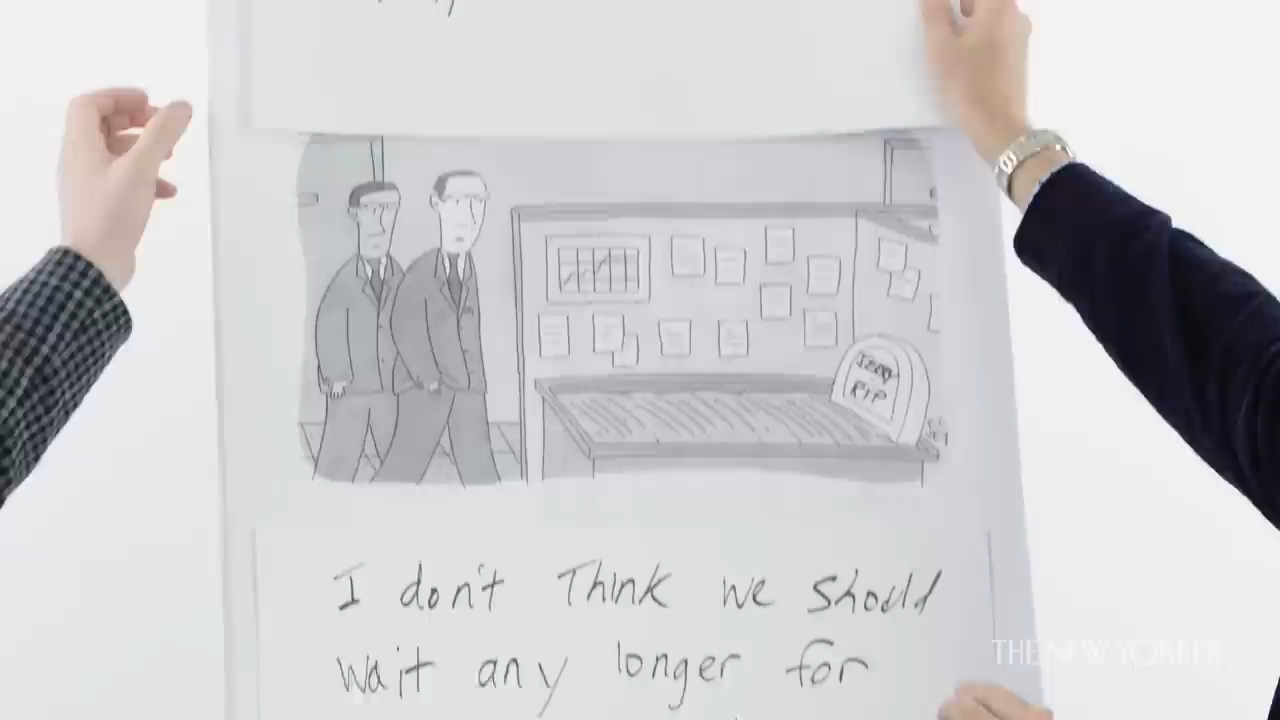 JERRY
RIP
I don't Think we should
wait any longer for
THE NEW YORKER